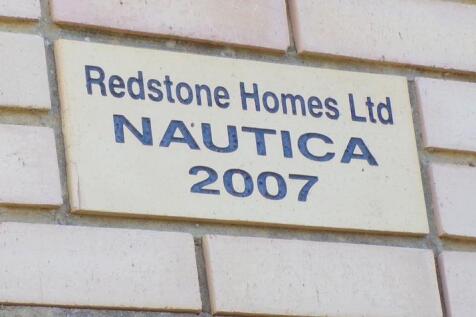 Redstone Homes Ltd
NAUTICA
2007